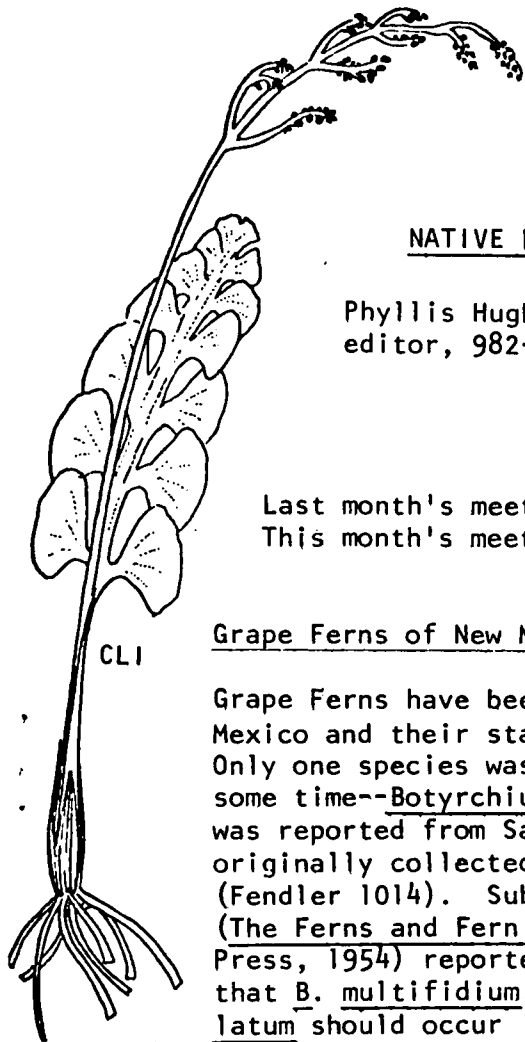 NATIVE
Phyllis Hugh
editor, 982-
Last month's meet
This month's meet
Grape Ferns of New M
CLI
Grape Ferns have bee
Mexico and their sta
Only one species was
some time--Botyrchiu
was reported from Sa
originally collected
(Fendler 1014). Sub
(The Ferns and Fern
Press, 1954) reporte
that B. multifidium
latum should occur